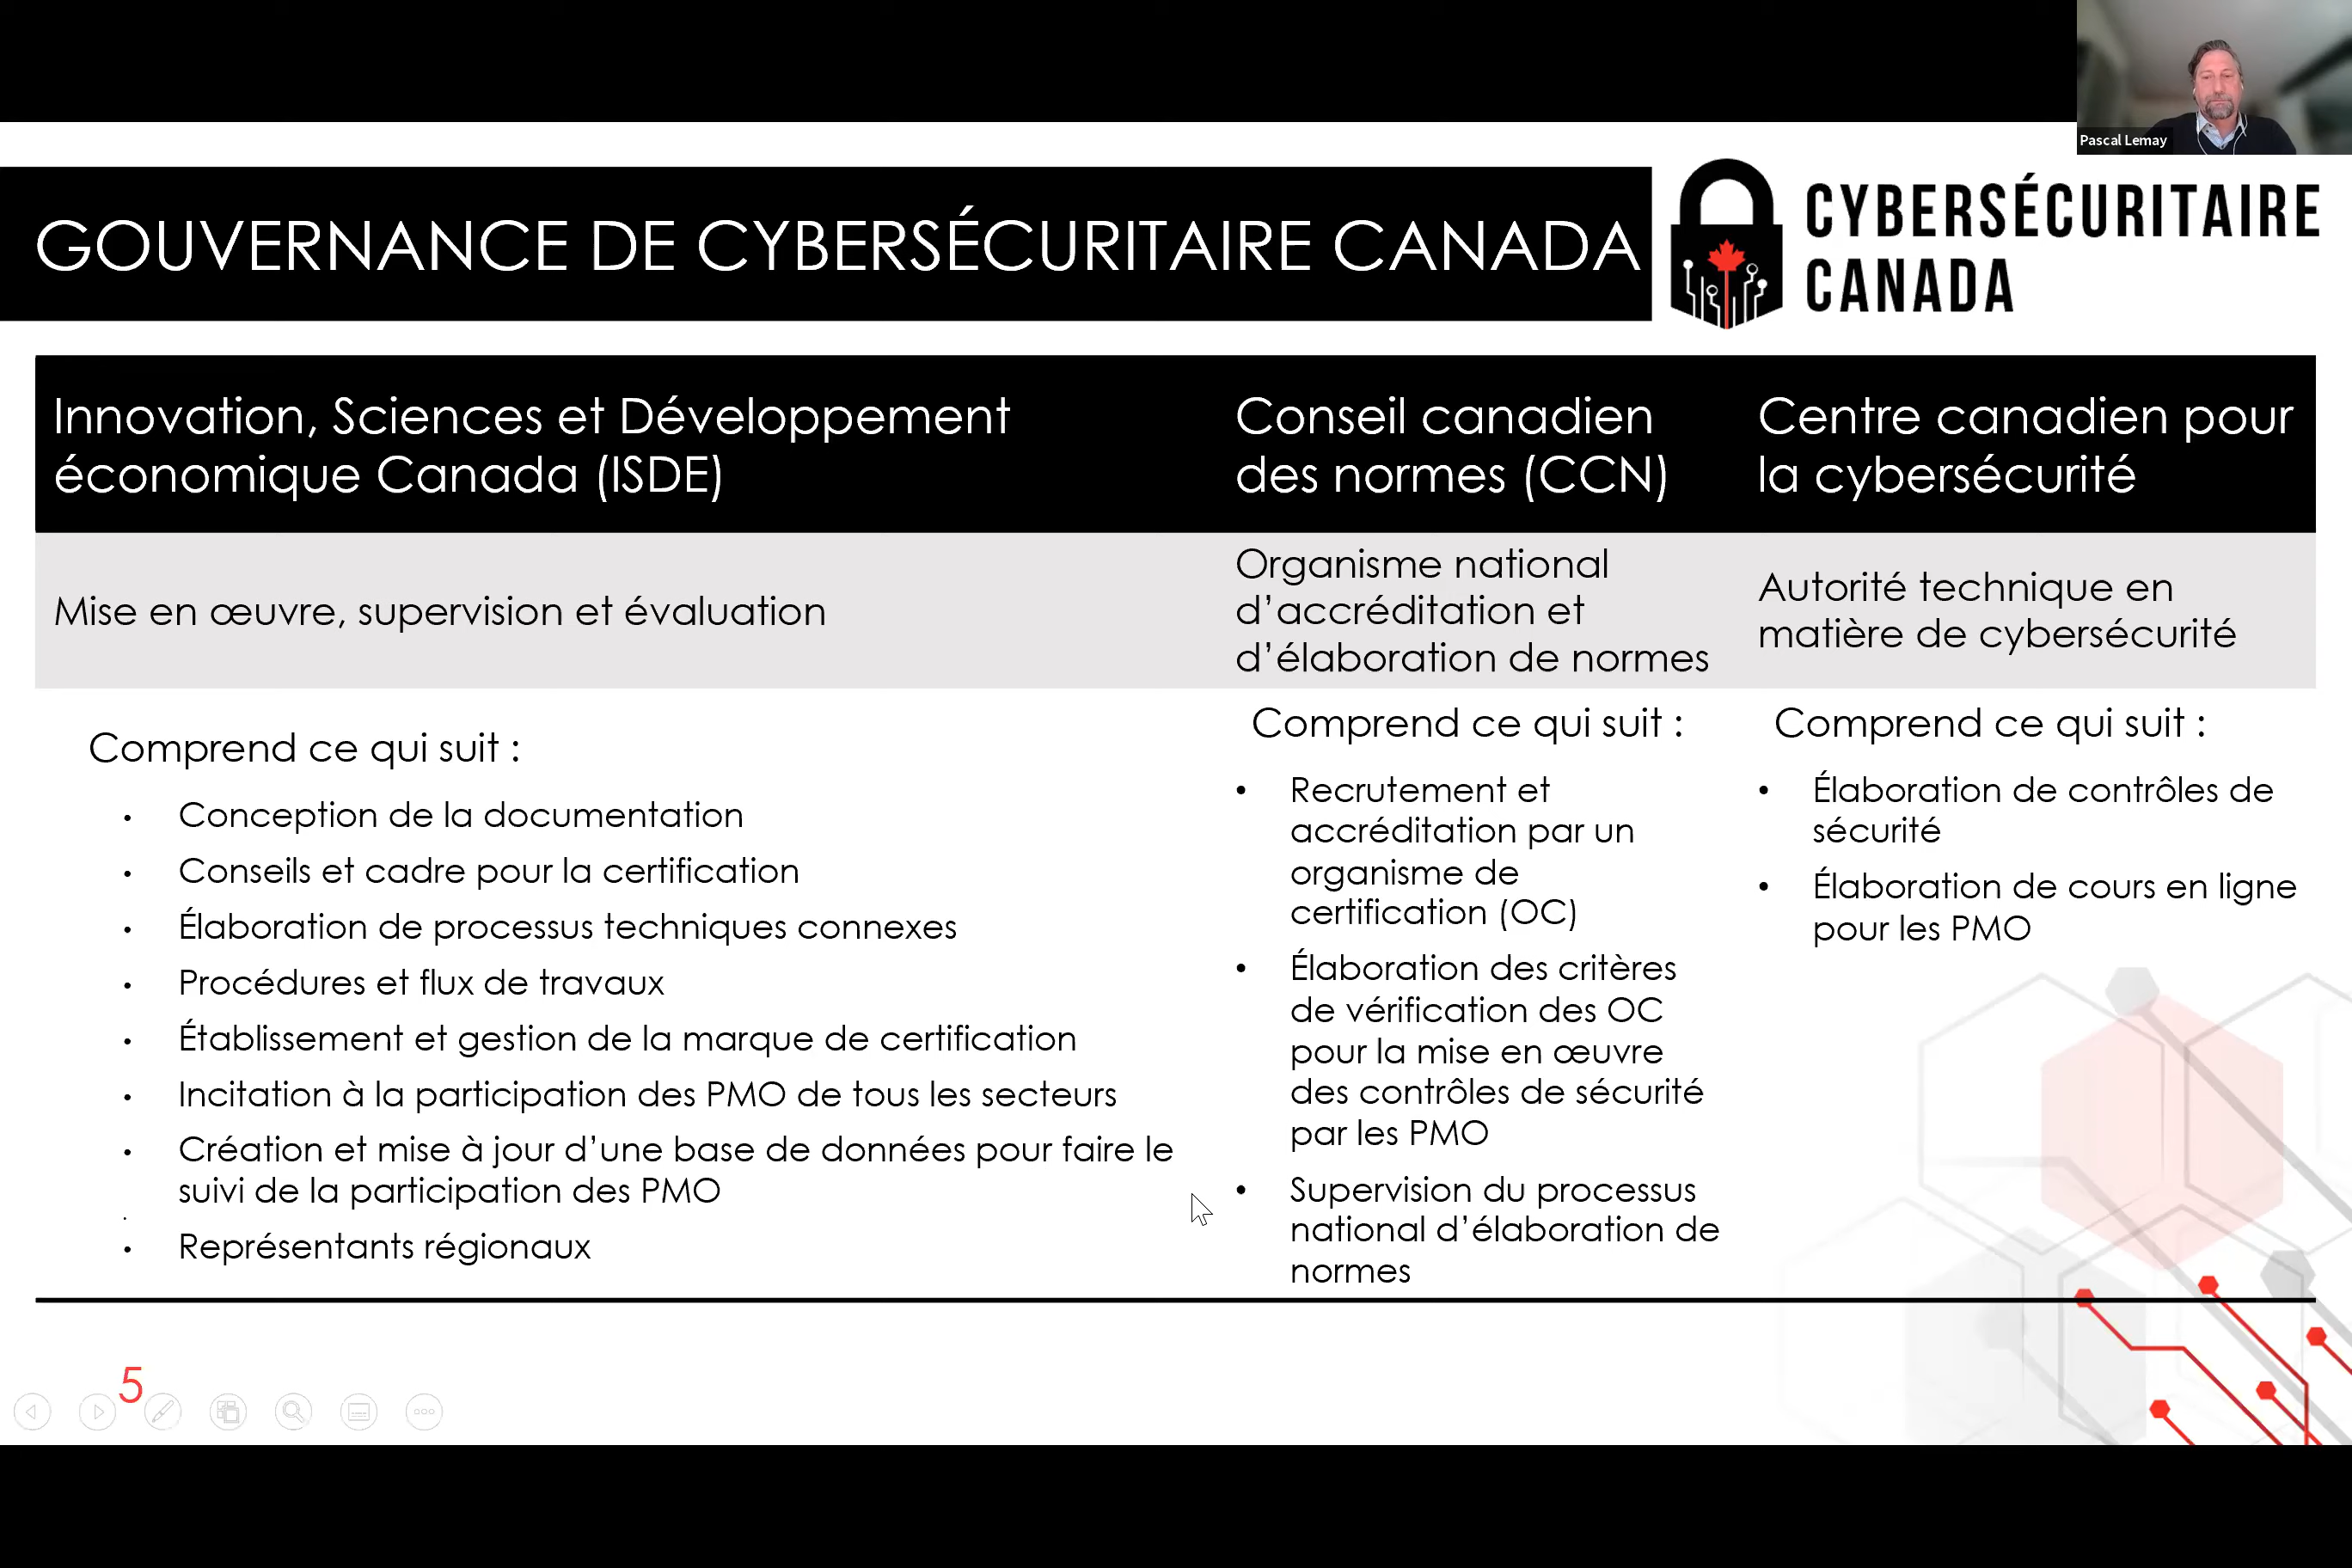 Pascal Lemay
GOUVERNANCE DE CYBERSÉCURITAIRE CANADA
CYBERSÉCURITAIRE
CANADA
Innovation, Sciences et Développement
économique Canada (ISDE)
Conseil canadien
des normes (CCN)
Centre canadien pour
la cybersécurité
Mise en œuvre, supervision et évaluation
Organisme national
d’accréditation et
d’élaboration de normes
Autorité technique en
matière de cybersécurité
Comprend ce qui suit :
• Conception de la documentation
• Conseils et cadre pour la certification
• Élaboration de processus techniques connexes
• Procédures et flux de travaux
• Établissement et gestion de la marque de certification
• Incitation à la participation des PMO de tous les secteurs
• Création et mise à jour d’une base de données pour faire le
suivi de la participation des PMO
• Représentants régionaux
Comprend ce qui suit :
• Recrutement et
accréditation par un
organisme de
certification (OC)
• Élaboration des critères
de vérification des OC
pour la mise en œuvre
des contrôles de sécurité
par les PMO
• Supervision du processus
national d’élaboration de
normes
Comprend ce qui suit :
• Élaboration de contrôles de
sécurité
• Élaboration de cours en ligne
pour les PMO
5